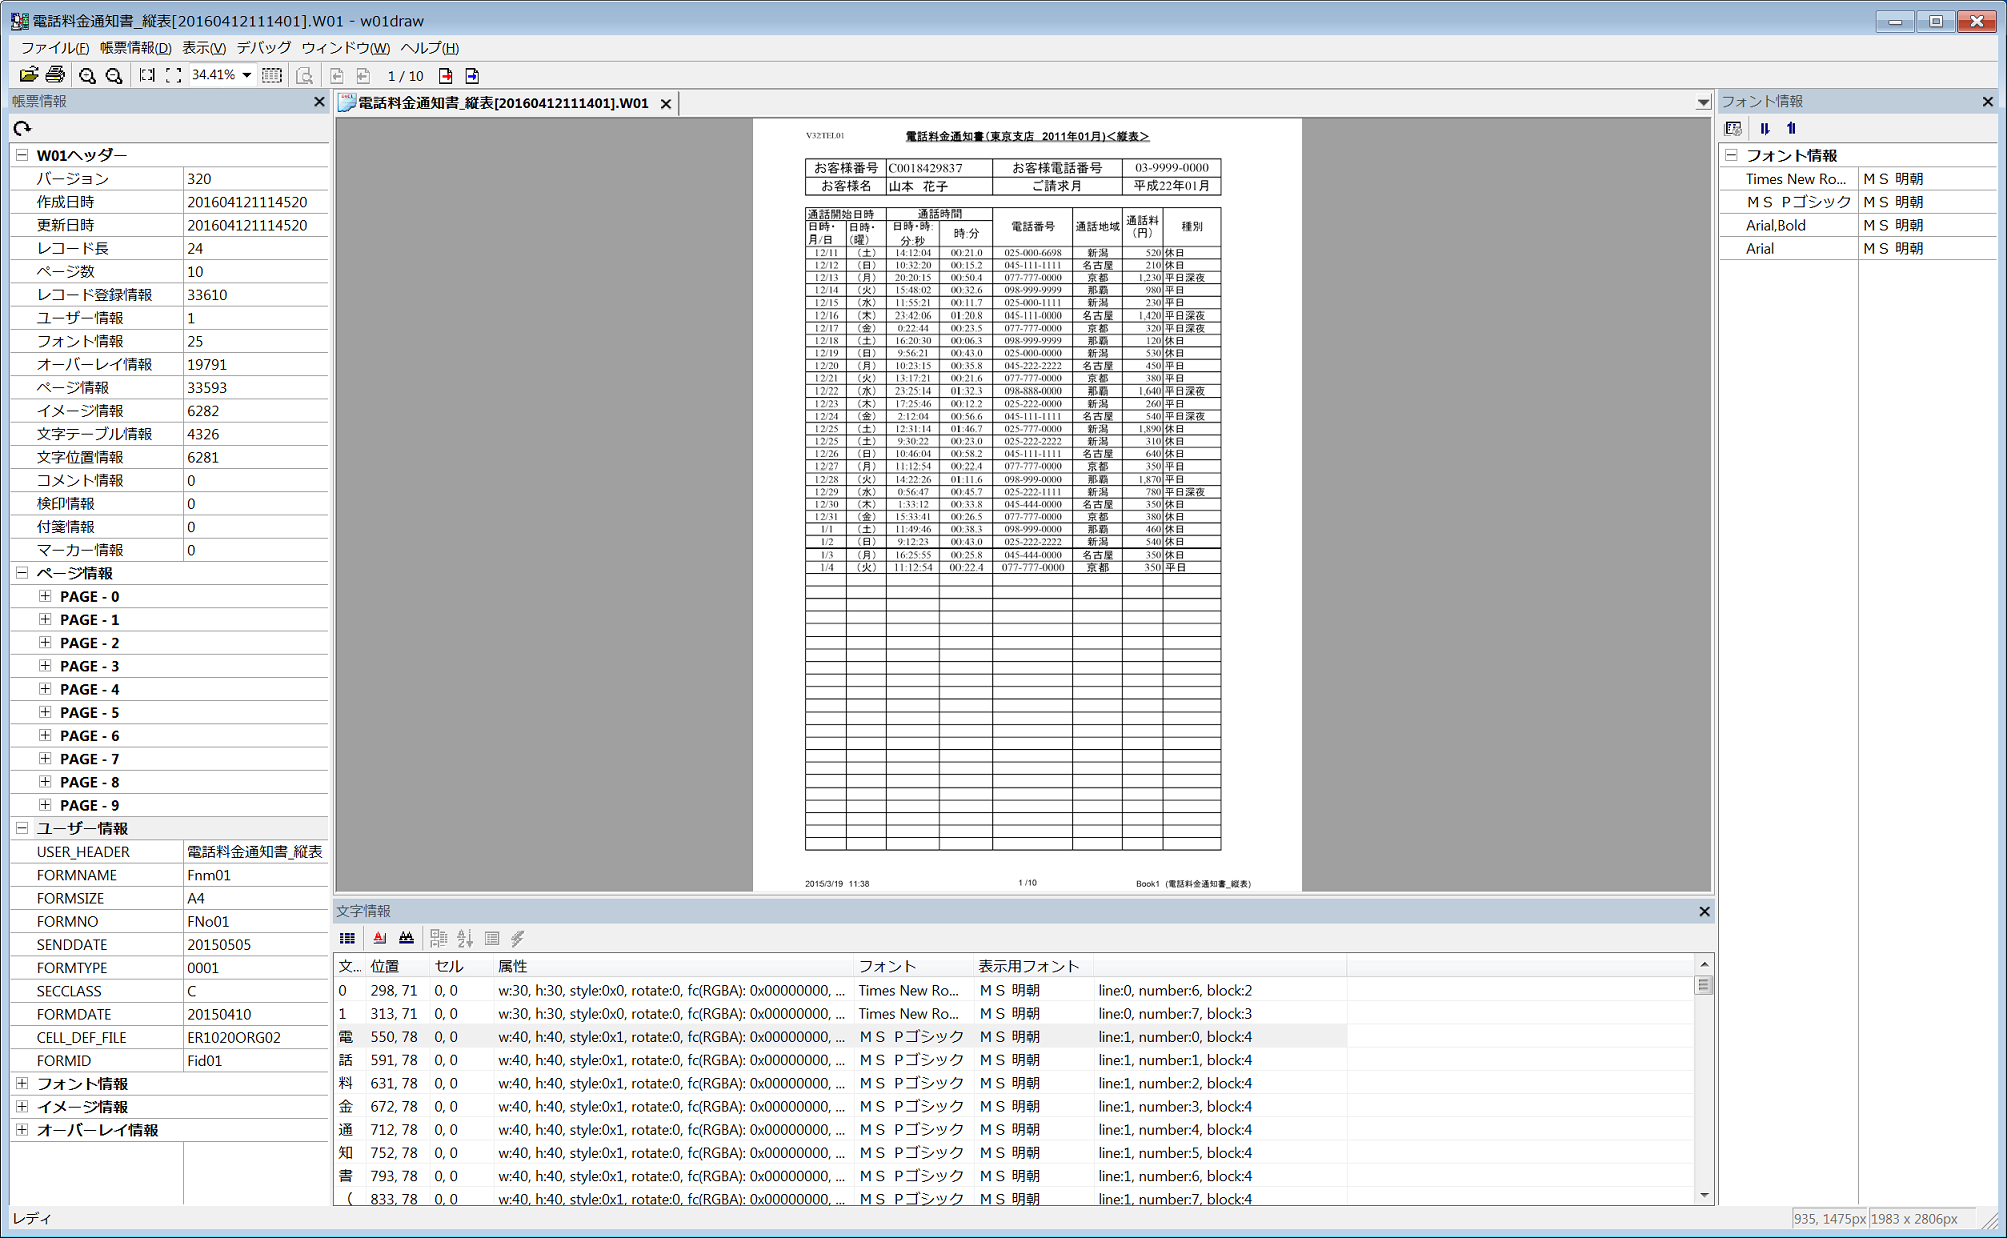 電話料金通知書_縦表[20160412111401].W01 - w01draw
ファイル(F) 帳票情報(D) 表示(V) デバッグ ウィンドウ(W) ヘルプ(H)
34.41% 1 / 10
帳票情報
W01ヘッダー
バージョン 320
作成日時 201604121114520
更新日時 201604121114520
レコード長 24
ページ数 10
レコード登録情報 33610
ユーザー情報 1
フォント情報 25
オーバーレイ情報 19791
ページ情報 33593
イメージ情報 6282
文字テーブル情報 4326
文字位置情報 6281
コメント情報 0
検印情報 0
付箋情報 0
マーカー情報 0
ページ情報
PAGE - 0
PAGE - 1
PAGE - 2
PAGE - 3
PAGE - 4
PAGE - 5
PAGE - 6
PAGE - 7
PAGE - 8
PAGE - 9
ユーザー情報
USER_HEADER 電話料金通知書_縦表
FORMNAME Fnm01
FORMSIZE A4
FORMNO FNo01
SENDDATE 20150505
FORMTYPE 0001
SECCLASS C
FORMDATE 20150410
CELL_DEF_FILE ER1020ORG02
FORMID Fid01
フォント情報
イメージ情報
オーバーレイ情報
電話料金通知書_縦表[20160412111401].W01
V32TEL01 電話料金通知書(東京支店 2011年01月)<縦表>
お客様番号 C0018429837 お客様電話番号 03-9999-0000
お客様名 山本 花子 ご請求月 平成22年01月
通話開始日時 通話時間 電話番号 通話地域 通話料(円) 種別
日時・月/日 日時・(曜) 日時・時:分:秒 時:分
12/11 (土) 14:12:04 00:21.0 025-000-6698 新潟 520 休日
12/12 (日) 10:32:20 00:15.2 045-111-1111 名古屋 210 休日
12/13 (月) 20:20:15 00:50.4 077-777-0000 京都 1,230 平日深夜
12/14 (火) 15:48:02 00:32.6 098-999-9999 那覇 980 平日
12/15 (水) 11:55:21 00:11.7 025-000-1111 新潟 230 平日
12/16 (木) 23:42:06 01:20.8 045-111-0000 名古屋 1,420 平日深夜
12/17 (金) 0:22:44 00:23.5 077-777-0000 京都 320 平日深夜
12/18 (土) 16:20:30 00:06.3 098-999-9999 那覇 120 休日
12/19 (日) 9:56:21 00:43.0 025-000-0000 新潟 530 休日
12/20 (月) 10:23:15 00:35.8 045-222-2222 名古屋 450 平日
12/21 (火) 13:17:21 00:21.6 077-777-0000 京都 380 平日
12/22 (水) 23:25:14 01:32.3 098-888-0000 那覇 1,640 平日深夜
12/23 (木) 17:25:46 00:12.2 025-222-0000 新潟 260 平日
12/24 (金) 2:12:04 00:56.6 045-111-1111 名古屋 540 平日深夜
12/25 (土) 12:31:14 01:46.7 025-777-0000 新潟 1,890 休日
12/25 (土) 9:30:22 00:23.0 025-222-2222 新潟 310 休日
12/26 (日) 10:46:04 00:58.2 045-111-1111 名古屋 640 休日
12/27 (月) 11:12:54 00:22.4 077-777-0000 京都 350 平日
12/28 (火) 14:22:26 01:11.6 098-999-0000 那覇 1,870 平日
12/29 (水) 0:56:47 00:45.7 025-222-1111 新潟 780 平日深夜
12/30 (木) 1:33:12 00:33.8 045-444-0000 名古屋 350 休日
12/31 (金) 15:33:41 00:26.5 077-777-0000 京都 380 休日
1/1 (土) 11:49:46 00:38.3 098-999-0000 那覇 460 休日
1/2 (日) 9:12:23 00:43.0 025-222-2222 新潟 540 休日
1/3 (月) 16:25:55 00:25.8 045-444-0000 名古屋 350 休日
1/4 (火) 11:12:54 00:22.4 077-777-0000 京都 350 平日
2015/3/19 11:38 1 /10 Book1 (電話料金通知書_縦表)
文字情報
文... 位置 セル 属性 フォント 表示用フォント
0 298, 71 0, 0 w:30, h:30, style:0x0, rotate:0, fc(RGBA): 0x00000000, ... Times New Ro... ＭＳ 明朝 line:0, number:6, block:2
1 313, 71 0, 0 w:30, h:30, style:0x0, rotate:0, fc(RGBA): 0x00000000, ... Times New Ro... ＭＳ 明朝 line:0, number:7, block:3
電 550, 78 0, 0 w:40, h:40, style:0x1, rotate:0, fc(RGBA): 0x00000000, ... ＭＳ Ｐゴシック ＭＳ 明朝 line:1, number:0, block:4
話 591, 78 0, 0 w:40, h:40, style:0x1, rotate:0, fc(RGBA): 0x00000000, ... ＭＳ Ｐゴシック ＭＳ 明朝 line:1, number:1, block:4
料 631, 78 0, 0 w:40, h:40, style:0x1, rotate:0, fc(RGBA): 0x00000000, ... ＭＳ Ｐゴシック ＭＳ 明朝 line:1, number:2, block:4
金 672, 78 0, 0 w:40, h:40, style:0x1, rotate:0, fc(RGBA): 0x00000000, ... ＭＳ Ｐゴシック ＭＳ 明朝 line:1, number:3, block:4
通 712, 78 0, 0 w:40, h:40, style:0x1, rotate:0, fc(RGBA): 0x00000000, ... ＭＳ Ｐゴシック ＭＳ 明朝 line:1, number:4, block:4
知 752, 78 0, 0 w:40, h:40, style:0x1, rotate:0, fc(RGBA): 0x00000000, ... ＭＳ Ｐゴシック ＭＳ 明朝 line:1, number:5, block:4
書 793, 78 0, 0 w:40, h:40, style:0x1, rotate:0, fc(RGBA): 0x00000000, ... ＭＳ Ｐゴシック ＭＳ 明朝 line:1, number:6, block:4
（ 833, 78 0, 0 w:40, h:40, style:0x1, rotate:0, fc(RGBA): 0x00000000, ... ＭＳ Ｐゴシック ＭＳ 明朝 line:1, number:7, block:4
フォント情報
フォント情報
Times New Ro... ＭＳ 明朝
ＭＳ Ｐゴシック ＭＳ 明朝
Arial,Bold ＭＳ 明朝
Arial ＭＳ 明朝
レディ
935, 1475px 1983 x 2806px